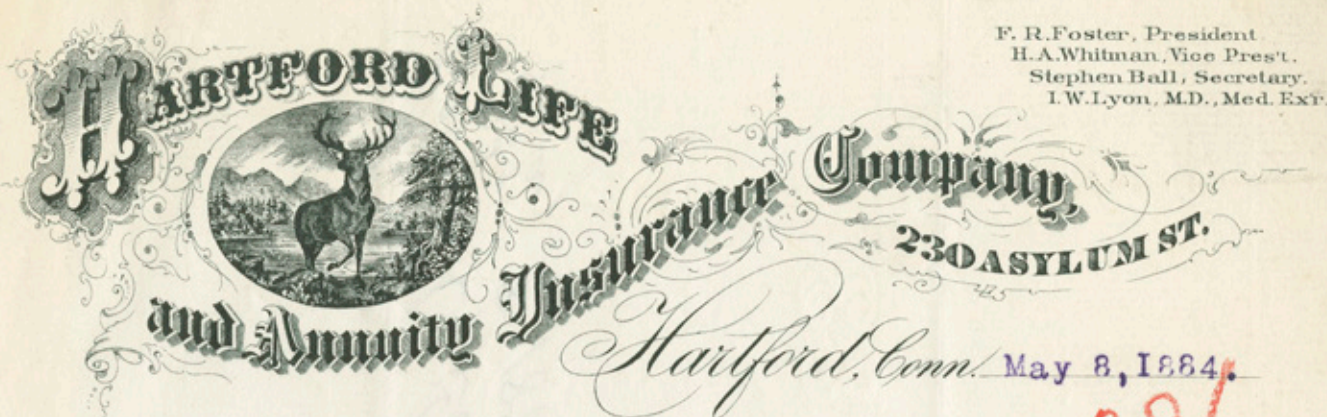 HARTFORD LIFE
and Annuity Insurance Company,
230 ASYLUM ST.
F. R. Foster, President.
H. A. Whitman, Vice Pres't.
Stephen Ball, Secretary.
I. W. Lyon, M.D., Med. Ex'r.
Hartford, Conn. May 8, 1884.